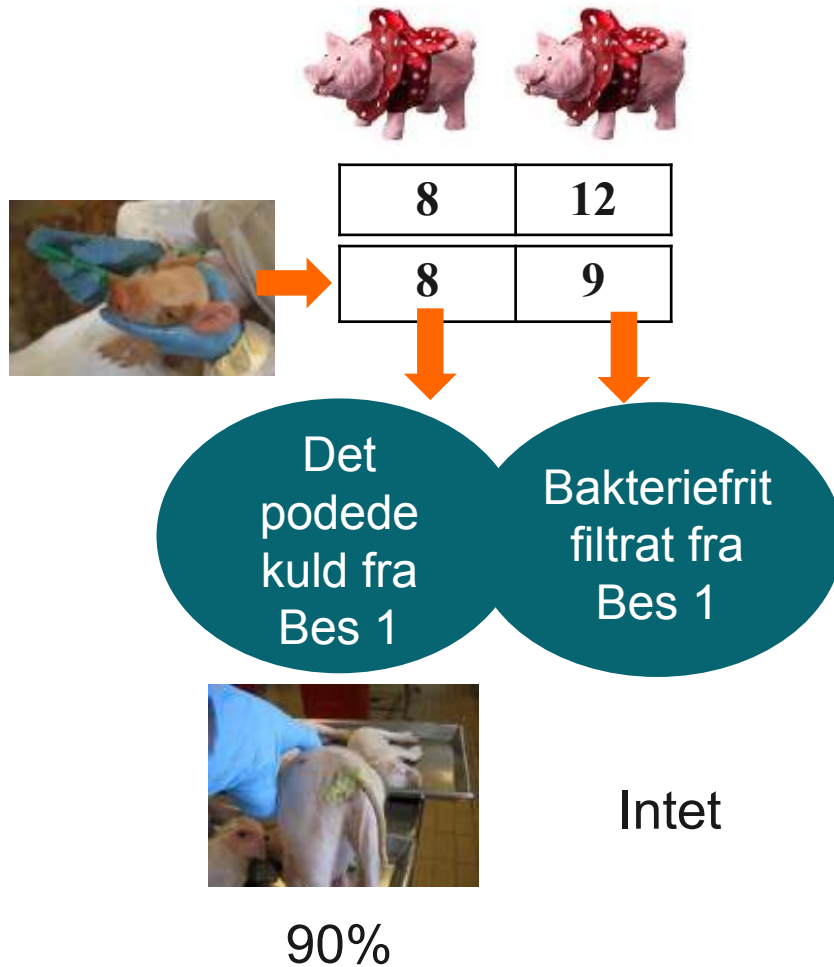 8 12
8 9
Det
podede
kuld fra
Bes 1
Bakteriefrit
filtrat fra
Bes 1
Intet
90%